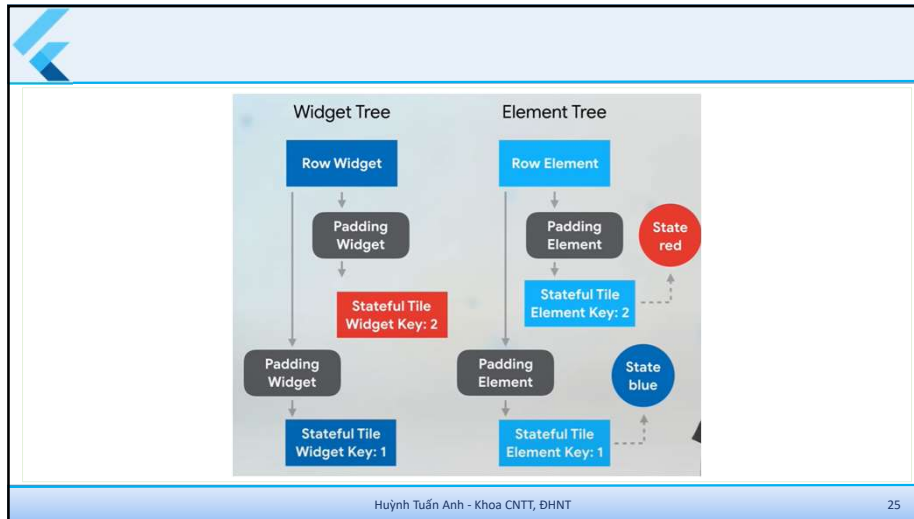 Widget Tree
Element Tree
Row Widget
Row Element
Padding
Widget
Padding
Element
State
red
Stateful Tile
Widget Key: 2
Stateful Tile
Element Key: 2
Padding
Widget
Padding
Element
State
blue
Stateful Tile
Widget Key: 1
Stateful Tile
Element Key: 1
Huỳnh Tuấn Anh - Khoa CNTT, ĐHNT
25